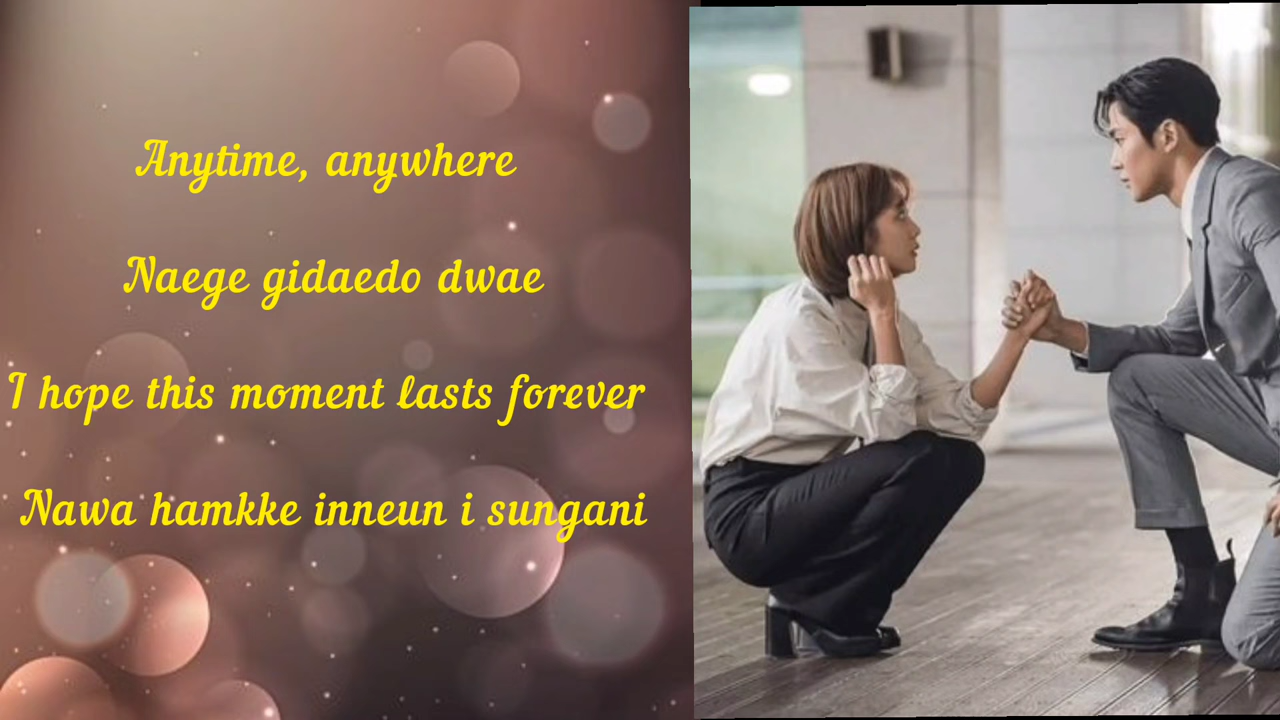 Anytime, anywhere
Naege gidaedo dwae
I hope this moment lasts forever
Nawa hamkke inneun i sungani